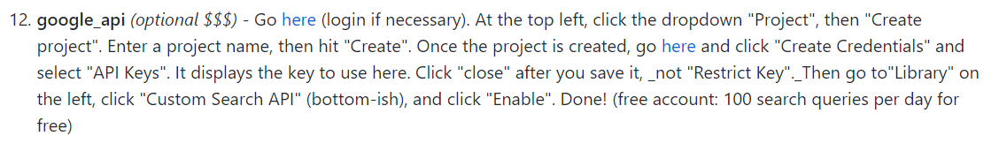 12. google_api (optional $$$) - Go here (login if necessary). At the top left, click the dropdown "Project", then "Create
project". Enter a project name, then hit "Create". Once the project is created, go here and click "Create Credentials" and
select "API Keys". It displays the key to use here. Click "close" after you save it, _not "Restrict Key"._Then go to"Library" on
the left, click "Custom Search API" (bottom-ish), and click "Enable". Done! (free account: 100 search queries per day for
free)